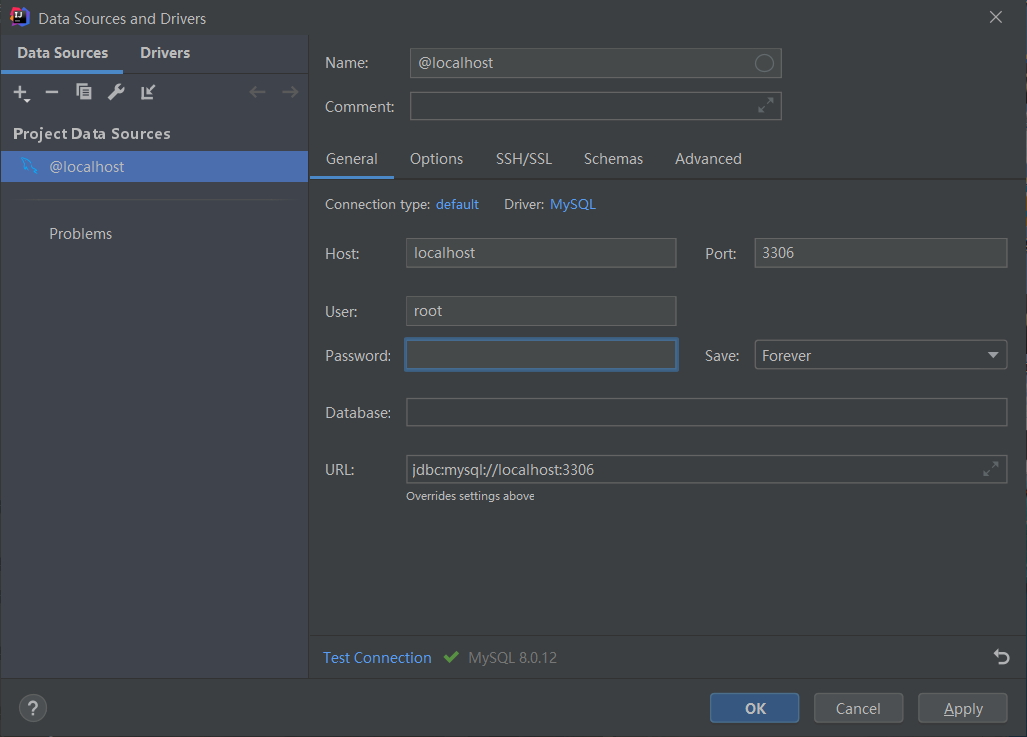 Data Sources and Drivers
Data Sources Drivers
Project Data Sources
@localhost
Problems
Name: @localhost
Comment:
General Options SSH/SSL Schemas Advanced
Connection type: default Driver: MySQL
Host: localhost Port: 3306
User: root
Password: Save: Forever
Database:
URL: jdbc:mysql://localhost:3306
Overrides settings above
Test Connection MySQL 8.0.12
? OK Cancel Apply